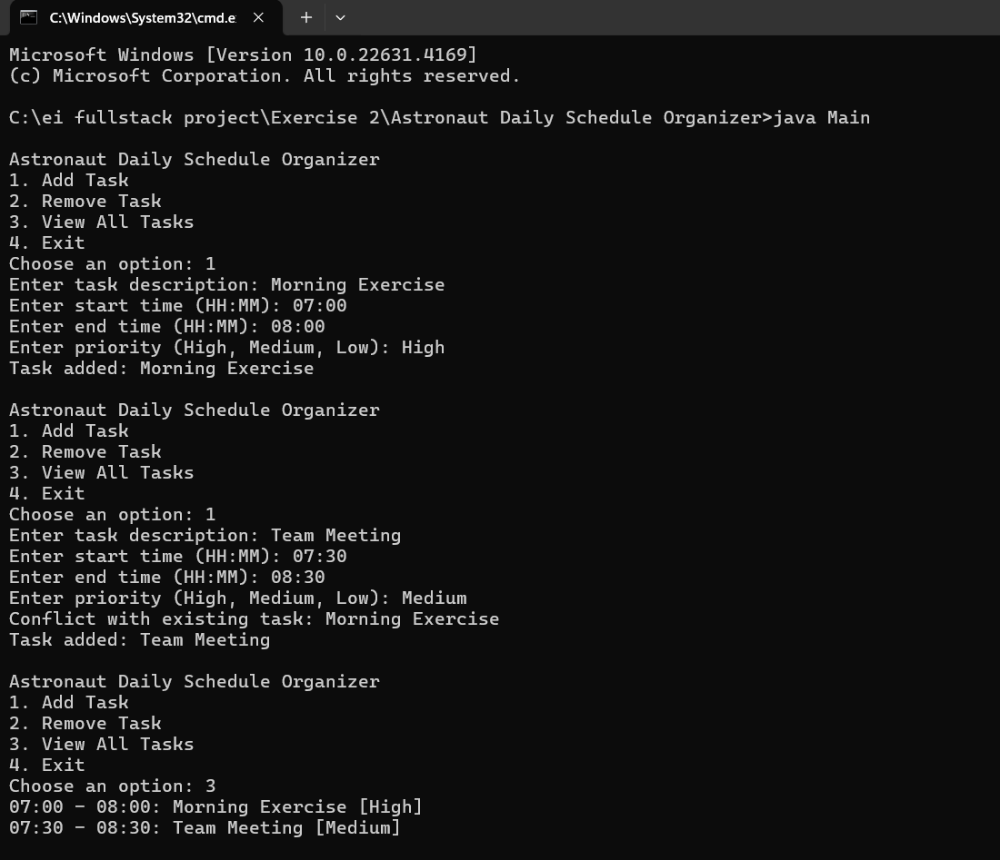 C:\Windows\System32\cmd.e
Microsoft Windows [Version 10.0.22631.4169]
(c) Microsoft Corporation. All rights reserved.
C:\ei fullstack project\Exercise 2\Astronaut Daily Schedule Organizer>java Main
Astronaut Daily Schedule Organizer
1. Add Task
2. Remove Task
3. View All Tasks
4. Exit
Choose an option: 1
Enter task description: Morning Exercise
Enter start time (HH:MM): 07:00
Enter end time (HH:MM): 08:00
Enter priority (High, Medium, Low): High
Task added: Morning Exercise
Astronaut Daily Schedule Organizer
1. Add Task
2. Remove Task
3. View All Tasks
4. Exit
Choose an option: 1
Enter task description: Team Meeting
Enter start time (HH:MM): 07:30
Enter end time (HH:MM): 08:30
Enter priority (High, Medium, Low): Medium
Conflict with existing task: Morning Exercise
Task added: Team Meeting
Astronaut Daily Schedule Organizer
1. Add Task
2. Remove Task
3. View All Tasks
4. Exit
Choose an option: 3
07:00 - 08:00: Morning Exercise [High]
07:30 - 08:30: Team Meeting [Medium]